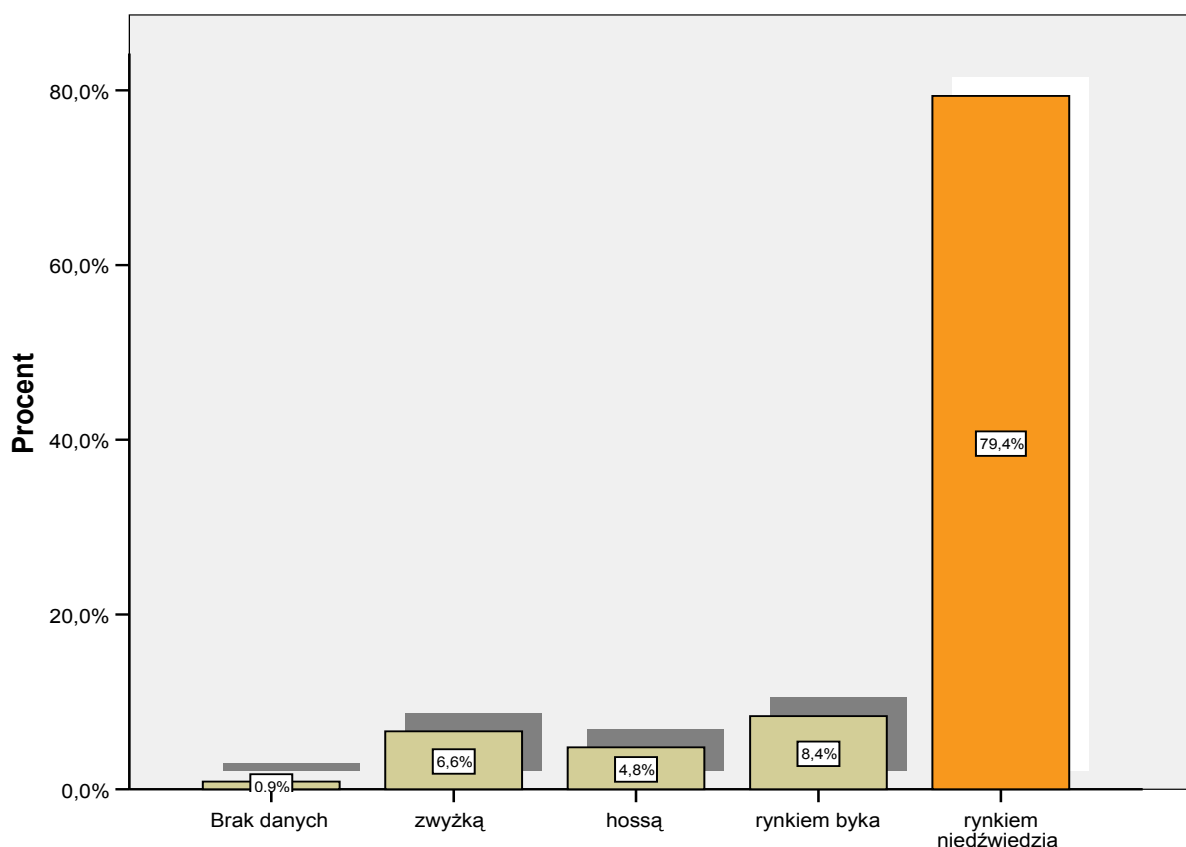 Procent
80,0%
60,0%
40,0%
20,0%
0,0%
0,9%
6,6%
4,8%
8,4%
79,4%
Brak danych
zwyżką
hossą
rynkiem byka
rynkiem
niedźwiedzia